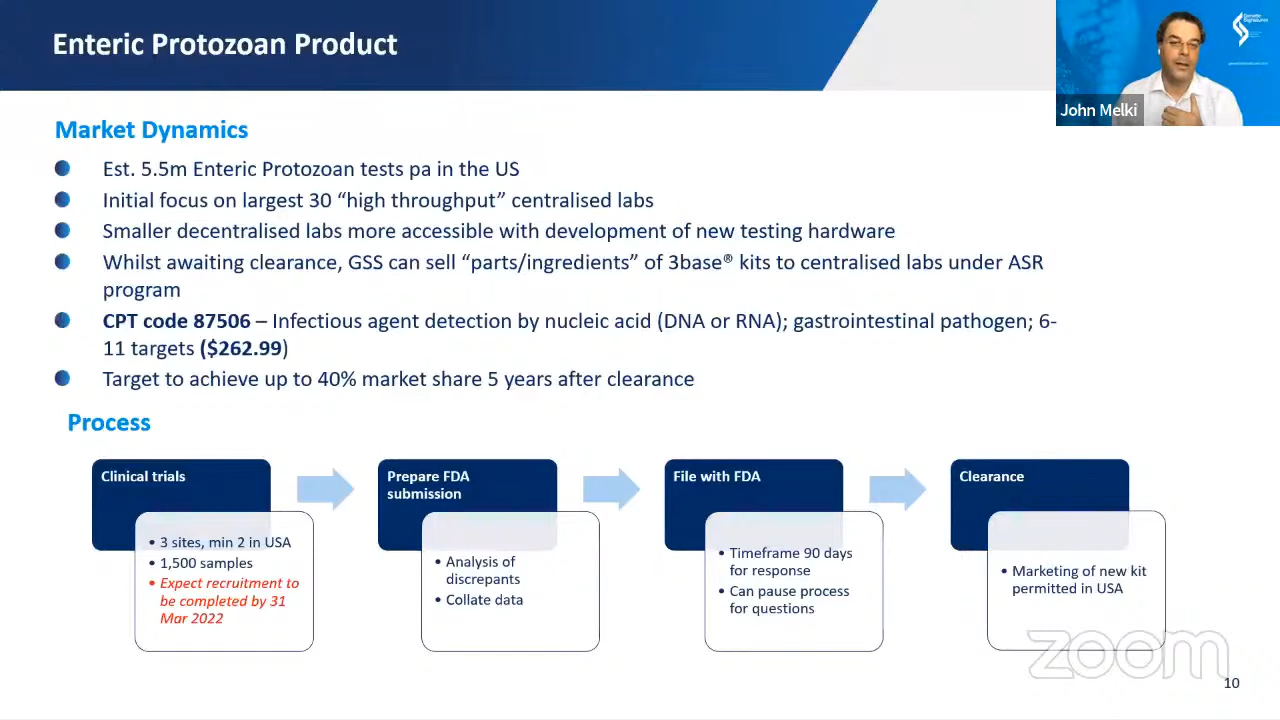 Enteric Protozoan Product
Genetic
Signatures
John Melki
Market Dynamics
Est. 5.5m Enteric Protozoan tests pa in the US
Initial focus on largest 30 “high throughput” centralised labs
Smaller decentralised labs more accessible with development of new testing hardware
Whilst awaiting clearance, GSS can sell “parts/ingredients” of 3base® kits to centralised labs under ASR
program
CPT code 87506 – Infectious agent detection by nucleic acid (DNA or RNA); gastrointestinal pathogen; 6-
11 targets ($262.99)
Target to achieve up to 40% market share 5 years after clearance
Process
Clinical trials
• 3 sites, min 2 in USA
• 1,500 samples
• Expect recruitment to
be completed by 31
Mar 2022
Prepare FDA
submission
• Analysis of
discrepants
• Collate data
File with FDA
• Timeframe 90 days
for response
• Can pause process
for questions
Clearance
• Marketing of new kit
permitted in USA
zoom
10